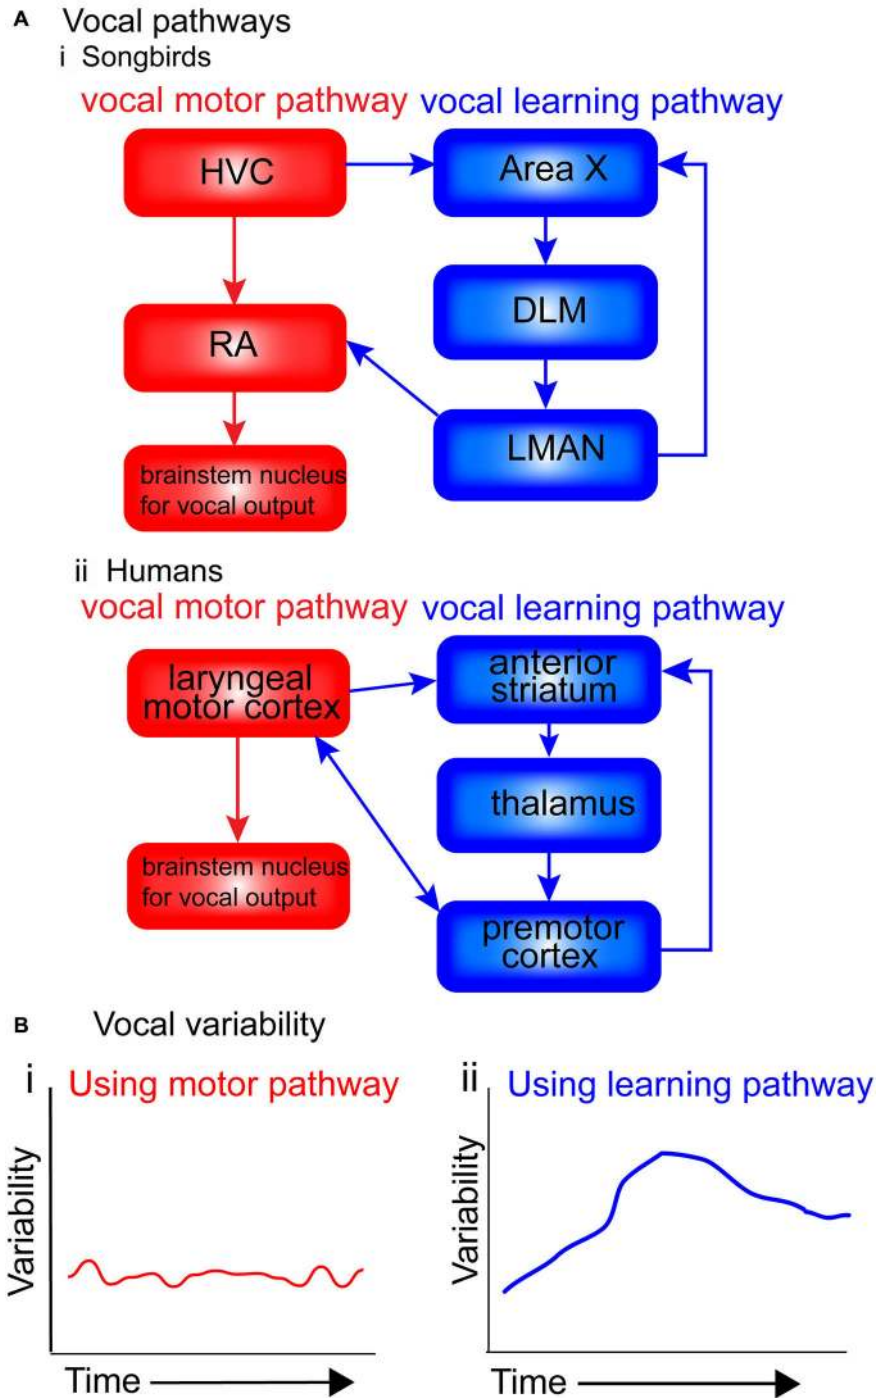 A Vocal pathways
i Songbirds
vocal motor pathway vocal learning pathway
HVC
Area X
DLM
RA
LMAN
brainstem nucleus
for vocal output
ii Humans
vocal motor pathway vocal learning pathway
laryngeal
motor cortex
anterior
striatum
thalamus
brainstem nucleus
for vocal output
premotor
cortex
B Vocal variability
i Using motor pathway
Variability
Time
ii Using learning pathway
Variability
Time